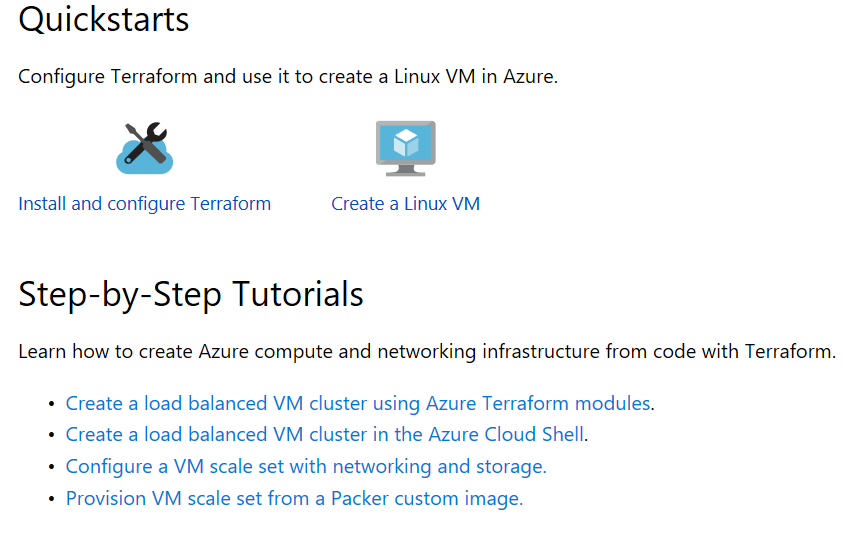 Quickstarts
Configure Terraform and use it to create a Linux VM in Azure.
Install and configure Terraform
Create a Linux VM
Step-by-Step Tutorials
Learn how to create Azure compute and networking infrastructure from code with Terraform.
• Create a load balanced VM cluster using Azure Terraform modules.
• Create a load balanced VM cluster in the Azure Cloud Shell.
• Configure a VM scale set with networking and storage.
• Provision VM scale set from a Packer custom image.